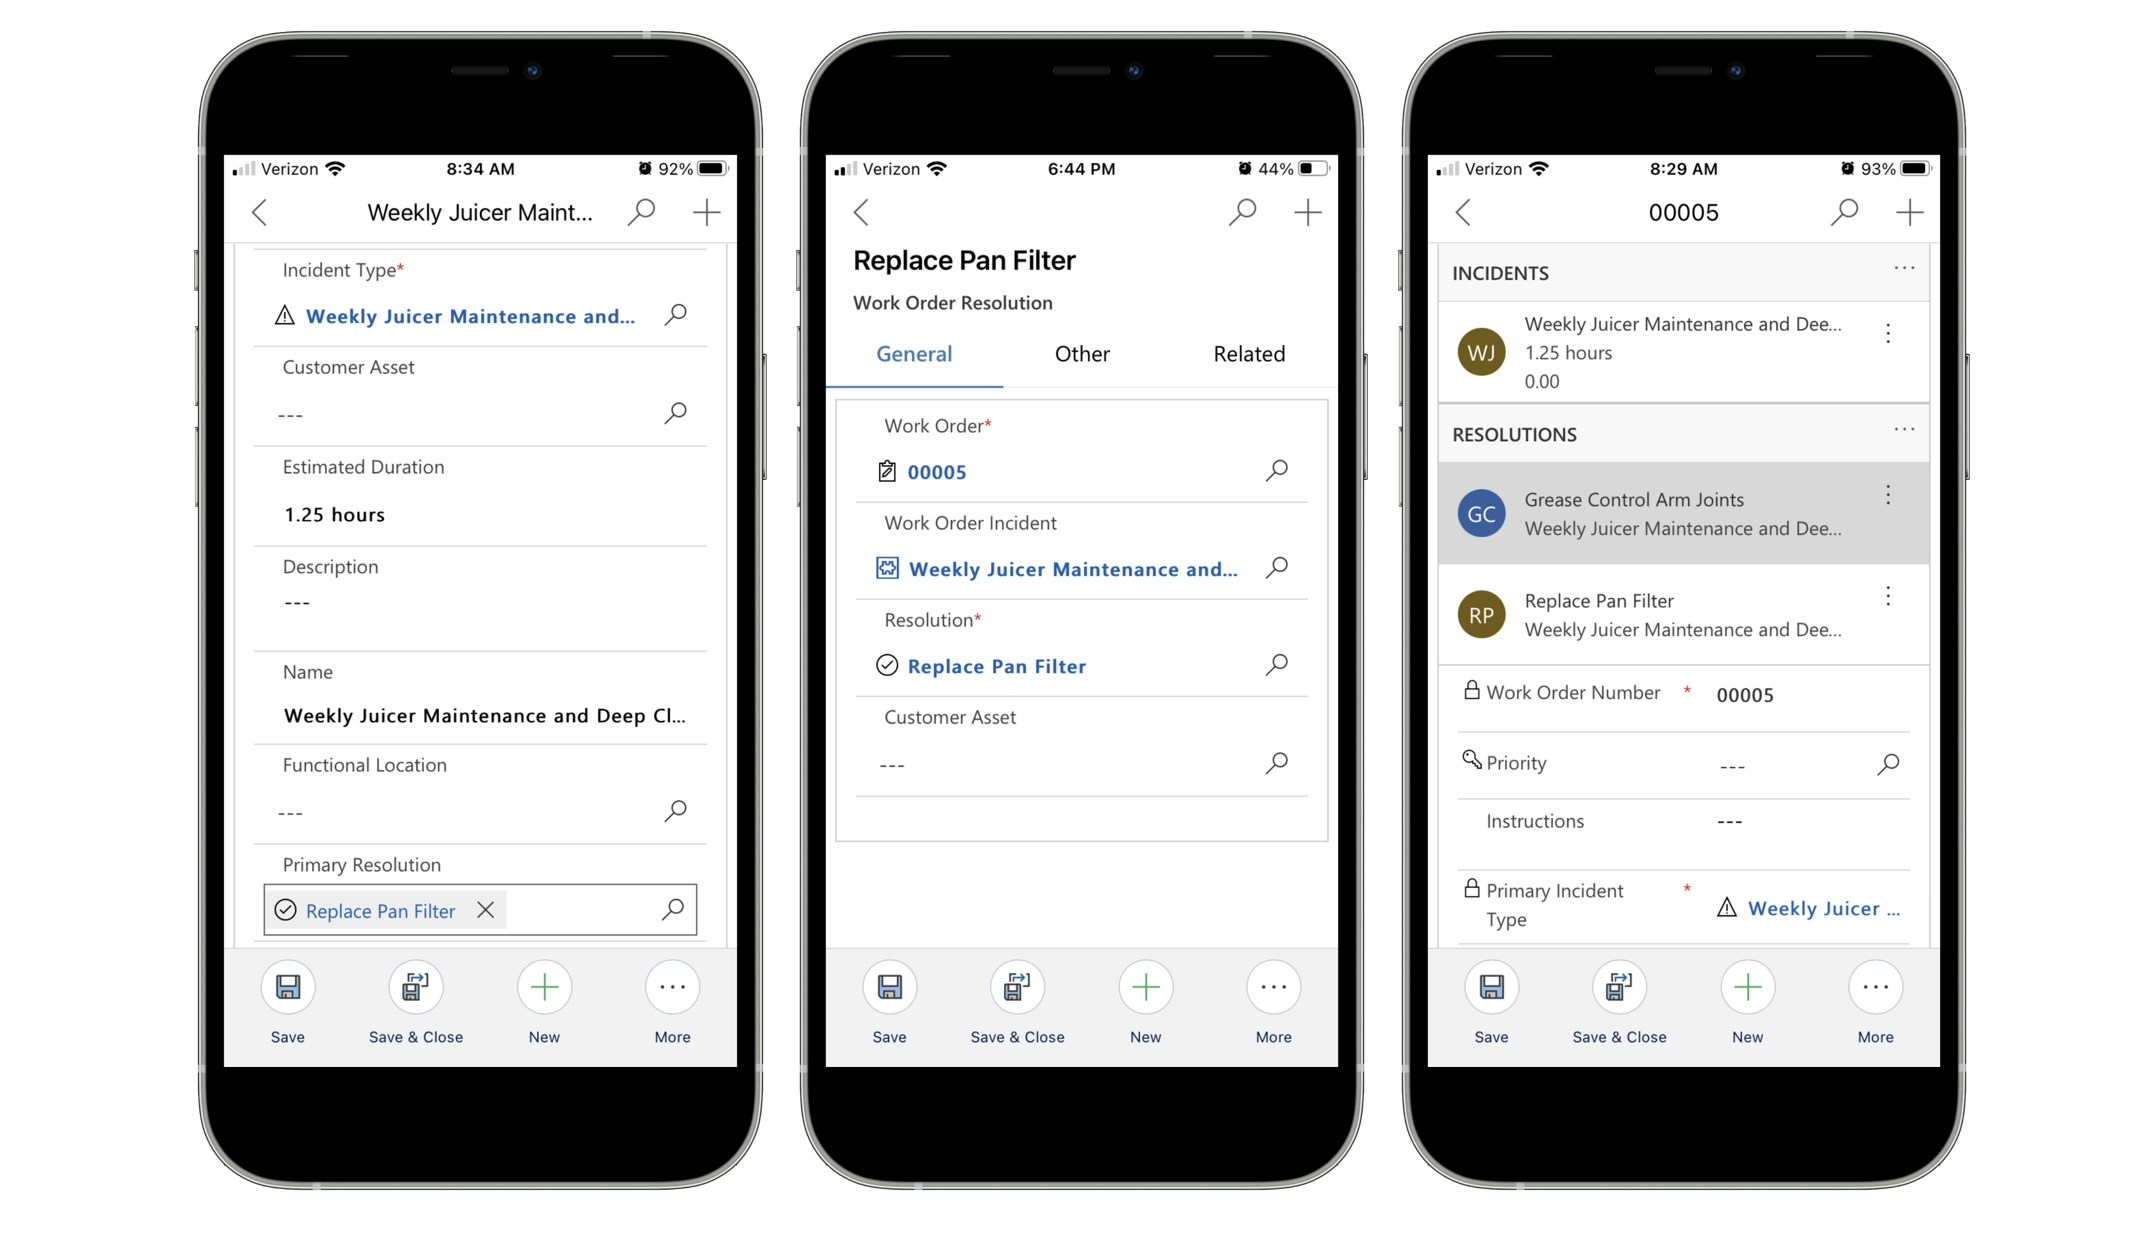 Verizon 8:34 AM 92%
Weekly Juicer Maint...
Incident Type*
Weekly Juicer Maintenance and...
Customer Asset
---
Estimated Duration
1.25 hours
Description
---
Name
Weekly Juicer Maintenance and Deep Cl...
Functional Location
---
Primary Resolution
Replace Pan Filter
Save Save & Close New More
Verizon 6:44 PM 44%
Replace Pan Filter
Work Order Resolution
General Other Related
Work Order*
00005
Work Order Incident
Weekly Juicer Maintenance and...
Resolution*
Replace Pan Filter
Customer Asset
---
Save Save & Close New More
Verizon 8:29 AM 93%
00005
INCIDENTS
WJ
Weekly Juicer Maintenance and Dee...
1.25 hours
0.00
RESOLUTIONS
GC
Grease Control Arm Joints
Weekly Juicer Maintenance and Dee...
RP
Replace Pan Filter
Weekly Juicer Maintenance and Dee...
Work Order Number * 00005
Priority ---
Instructions ---
Primary Incident * Weekly Juicer ...
Type
Save Save & Close New More